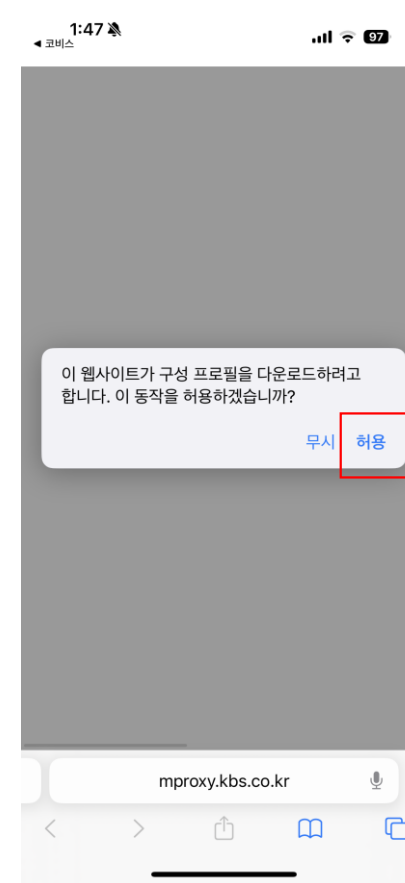 1:47
97
◀ 코비스
이 웹사이트가 구성 프로필을 다운로드하려고
합니다. 이 동작을 허용하겠습니까?
무시 허용
mproxy.kbs.co.kr